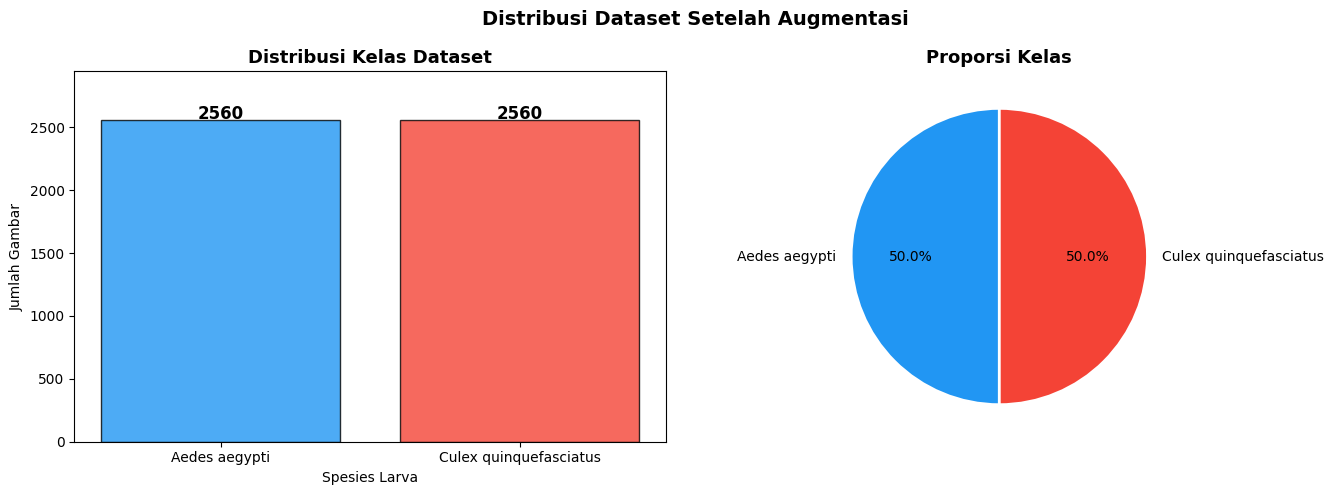 Distribusi Dataset Setelah Augmentasi
Distribusi Kelas Dataset
2560
2560
2500
2000
1500
1000
500
0
Jumlah Gambar
Aedes aegypti
Culex quinquefasciatus
Spesies Larva
Proporsi Kelas
Aedes aegypti
50.0%
50.0%
Culex quinquefasciatus